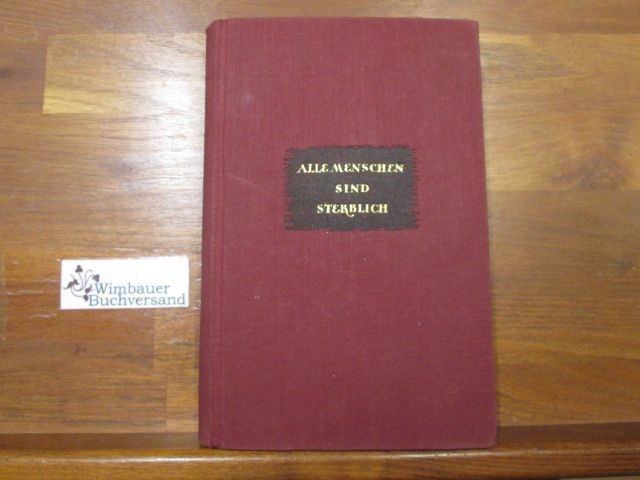 ALLE MENSCHEN
SIND
STERBLICH
Wimbauer
Buchversand